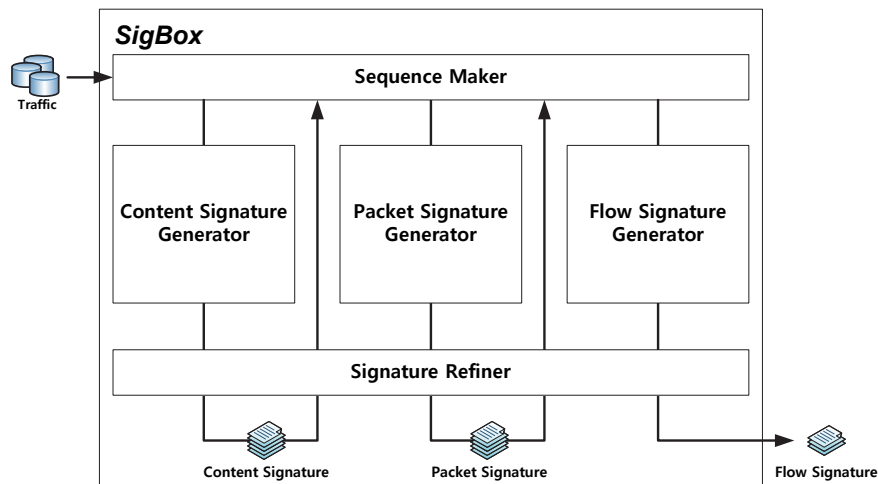 SigBox
Sequence Maker
Traffic
Content Signature
Generator
Packet Signature
Generator
Flow Signature
Generator
Signature Refiner
Content Signature
Packet Signature
Flow Signature